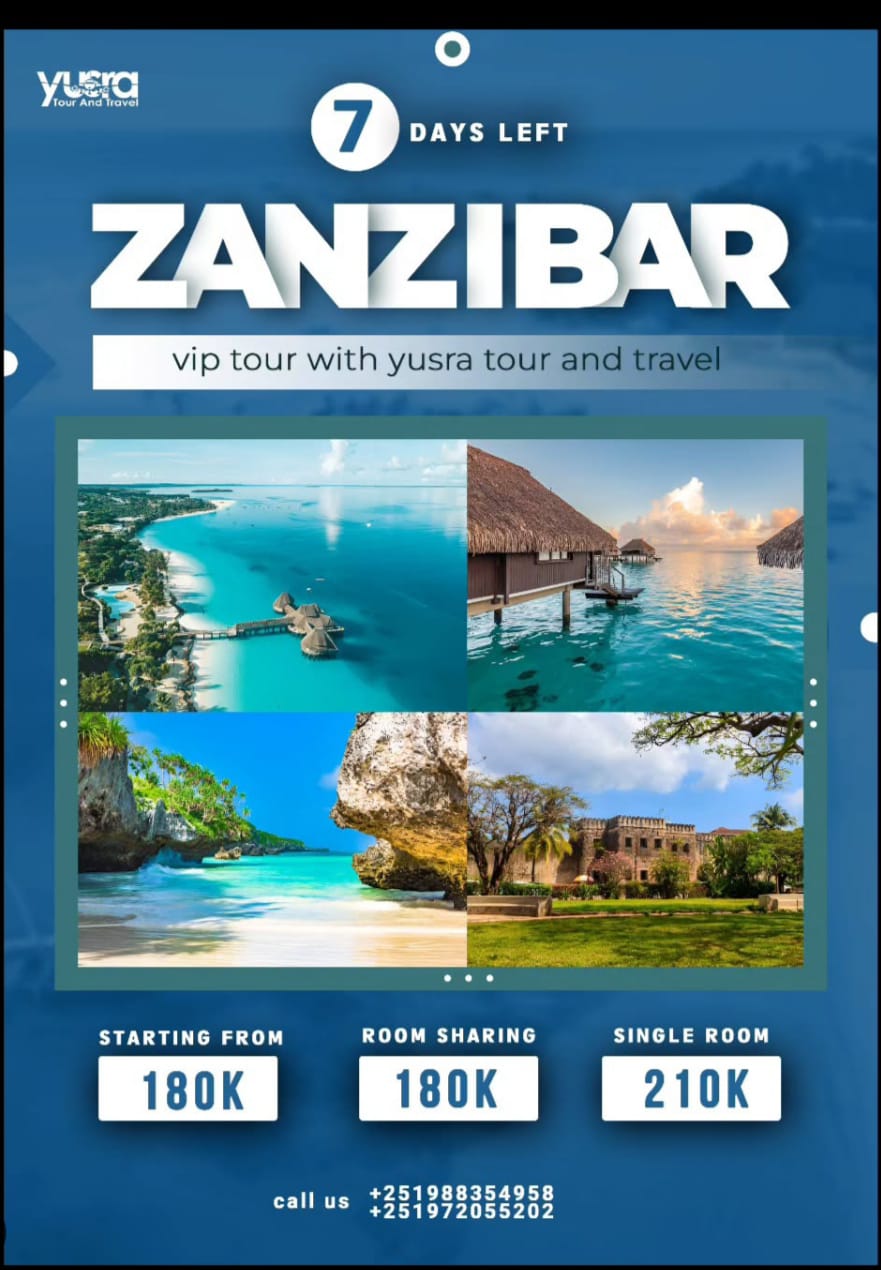 yusra
Tour And Travel
7 DAYS LEFT
ZANZIBAR
vip tour with yusra tour and travel
STARTING FROM
180K
ROOM SHARING
180K
SINGLE ROOM
210K
call us +251988354958
+251972055202